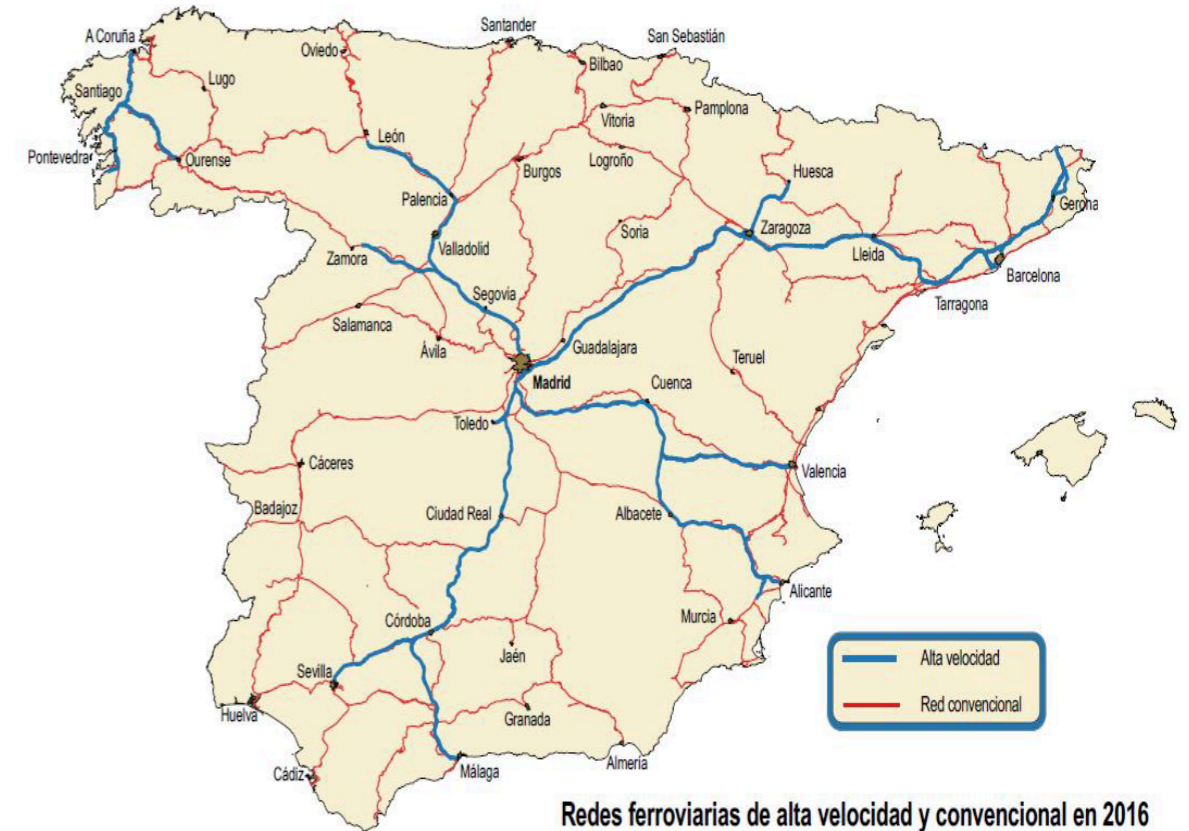 A Coruña
Santander
San Sebastián
Oviedo
Bilbao
Lugo
Santiago
Vitoria
Pamplona
León
Pontevedra
Ourense
Burgos
Logroño
Huesca
Palencia
Gerona
Soria
Zaragoza
Valladolid
Zamora
Lleida
Barcelona
Segovia
Tarragona
Salamanca
Guadalajara
Ávila
Teruel
Madrid
Cuenca
Toledo
Cáceres
Valencia
Badajoz
Ciudad Real
Albacete
Alicante
Córdoba
Murcia
Jaén
Alta velocidad
Sevilla
Red convencional
Huelva
Granada
Almería
Cádiz
Málaga
Redes ferroviarias de alta velocidad y convencional en 2016